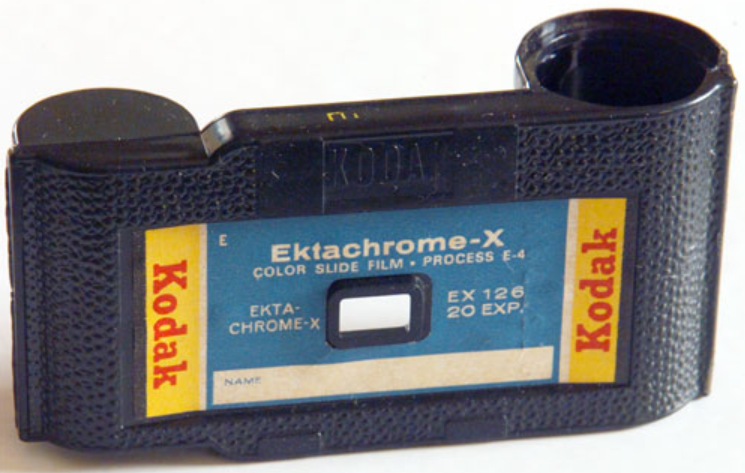 KODAK
Kodak
E
Ektachrome-X
COLOR SLIDE FILM • PROCESS E-4
EKTA-
CHROME-X
EX 126
20 EXP.
NAME
Kodak